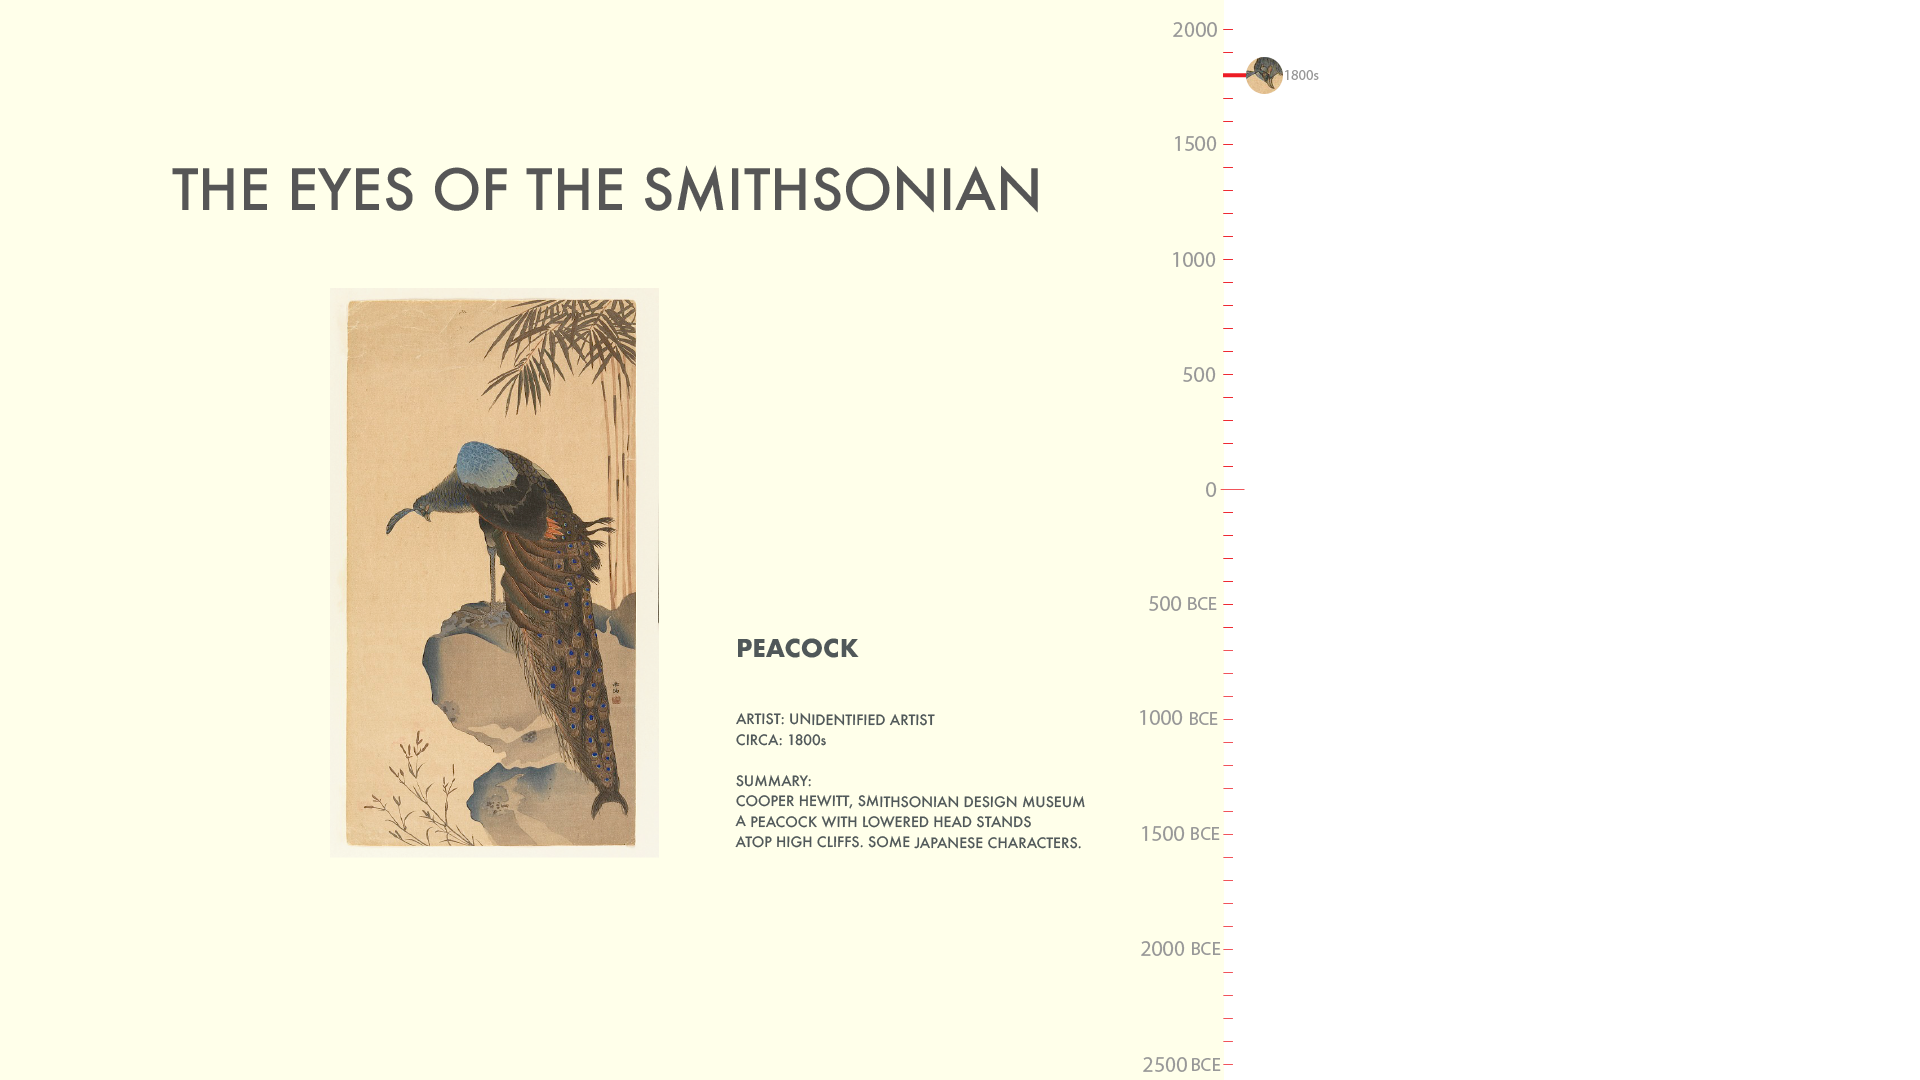 THE EYES OF THE SMITHSONIAN
PEACOCK
ARTIST: UNIDENTIFIED ARTIST
CIRCA: 1800s
SUMMARY:
COOPER HEWITT, SMITHSONIAN DESIGN MUSEUM
A PEACOCK WITH LOWERED HEAD STANDS
ATOP HIGH CLIFFS. SOME JAPANESE CHARACTERS.
2000
1800s
1500
1000
500
0
500 BCE
1000 BCE
1500 BCE
2000 BCE
2500 BCE